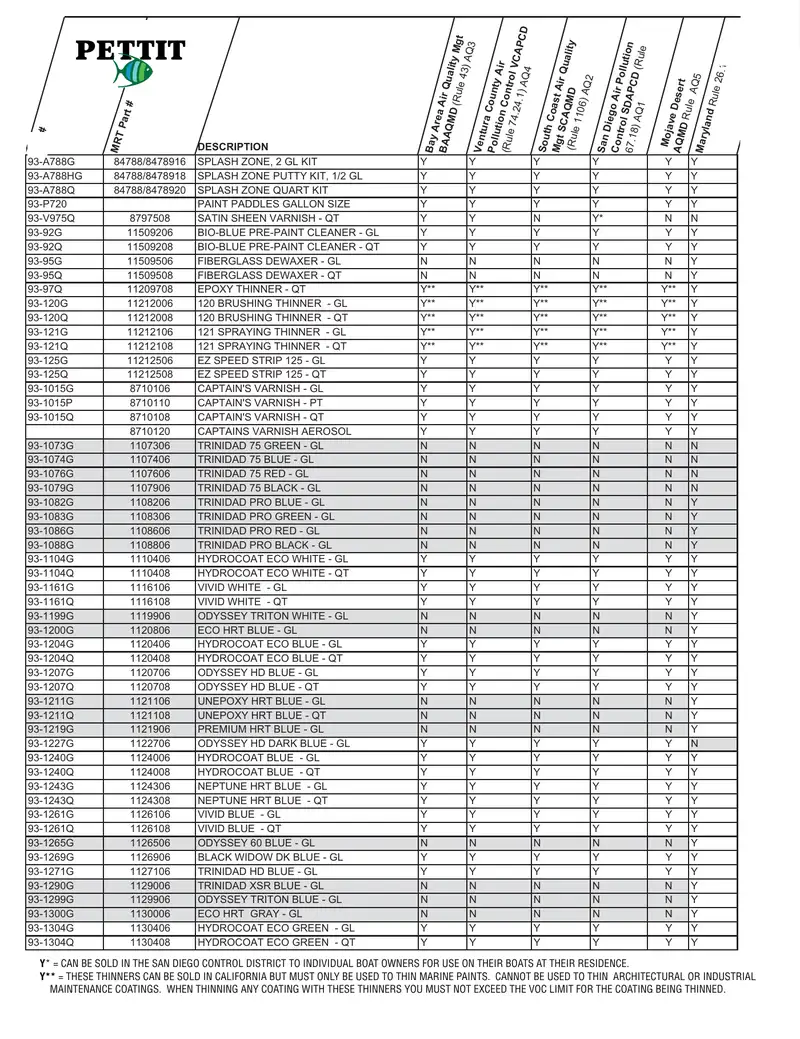 PETTIT
#
MRT Part #
DESCRIPTION
Bay Area Air Quality Mgt
BAAQMD (Rule 43) AQ3
Ventura County Air
Pollution Control VCAPCD
(Rule 74.24.1) AQ4
South Coast Air Quality
Mgt SCAQMD
(Rule 1106) AQ2
San Diego Air Pollution
Control SDAPCD (Rule
67.18) AQ1
Mojave Desert
AQMD Rule AQ5
Maryland Rule 26.
93-A788G 84788/8478916 SPLASH ZONE, 2 GL KIT Y Y Y Y Y Y
93-A788HG 84788/8478918 SPLASH ZONE PUTTY KIT, 1/2 GL Y Y Y Y Y Y
93-A788Q 84788/8478920 SPLASH ZONE QUART KIT Y Y Y Y Y Y
93-P720 PAINT PADDLES GALLON SIZE Y Y Y Y Y Y
93-V975Q 8797508 SATIN SHEEN VARNISH - QT Y Y N Y* N N
93-92G 11509206 BIO-BLUE PRE-PAINT CLEANER - GL Y Y Y Y Y Y
93-92Q 11509208 BIO-BLUE PRE-PAINT CLEANER - QT Y Y Y Y Y Y
93-95G 11509506 FIBERGLASS DEWAXER - GL N N N N N Y
93-95Q 11509508 FIBERGLASS DEWAXER - QT N N N N N Y
93-97Q 11209708 EPOXY THINNER - QT Y** Y** Y** Y** Y** Y
93-120G 11212006 120 BRUSHING THINNER - GL Y** Y** Y** Y** Y** Y
93-120Q 11212008 120 BRUSHING THINNER - QT Y** Y** Y** Y** Y** Y
93-121G 11212106 121 SPRAYING THINNER - GL Y** Y** Y** Y** Y** Y
93-121Q 11212108 121 SPRAYING THINNER - QT Y** Y** Y** Y** Y** Y
93-125G 11212506 EZ SPEED STRIP 125 - GL Y Y Y Y Y Y
93-125Q 11212508 EZ SPEED STRIP 125 - QT Y Y Y Y Y Y
93-1015G 8710106 CAPTAIN'S VARNISH - GL Y Y Y Y Y Y
93-1015P 8710110 CAPTAIN'S VARNISH - PT Y Y Y Y Y Y
93-1015Q 8710108 CAPTAIN'S VARNISH - QT Y Y Y Y Y Y
8710120 CAPTAINS VARNISH AEROSOL Y Y Y Y Y Y
93-1073G 1107306 TRINIDAD 75 GREEN - GL N N N N N N
93-1074G 1107406 TRINIDAD 75 BLUE - GL N N N N N N
93-1076G 1107606 TRINIDAD 75 RED - GL N N N N N N
93-1079G 1107906 TRINIDAD 75 BLACK - GL N N N N N N
93-1082G 1108206 TRINIDAD PRO BLUE - GL N N N N N Y
93-1083G 1108306 TRINIDAD PRO GREEN - GL N N N N N Y
93-1086G 1108606 TRINIDAD PRO RED - GL N N N N N Y
93-1088G 1108806 TRINIDAD PRO BLACK - GL N N N N N Y
93-1104G 1110406 HYDROCOAT ECO WHITE - GL Y Y Y Y Y Y
93-1104Q 1110408 HYDROCOAT ECO WHITE - QT Y Y Y Y Y Y
93-1161G 1116106 VIVID WHITE - GL Y Y Y Y Y Y
93-1161Q 1116108 VIVID WHITE - QT Y Y Y Y Y Y
93-1199G 1119906 ODYSSEY TRITON WHITE - GL N N N N N Y
93-1200G 1120806 ECO HRT BLUE - GL N N N N N Y
93-1204G 1120406 HYDROCOAT ECO BLUE - GL Y Y Y Y Y Y
93-1204Q 1120408 HYDROCOAT ECO BLUE - QT Y Y Y Y Y Y
93-1207G 1120706 ODYSSEY HD BLUE - GL Y Y Y Y Y Y
93-1207Q 1120708 ODYSSEY HD BLUE - QT Y Y Y Y Y Y
93-1211G 1121106 UNEPOXY HRT BLUE - GL N N N N N Y
93-1211Q 1121108 UNEPOXY HRT BLUE - QT N N N N N Y
93-1219G 1121906 PREMIUM HRT BLUE - GL N N N N N Y
93-1227G 1122706 ODYSSEY HD DARK BLUE - GL Y Y Y Y Y N
93-1240G 1124006 HYDROCOAT BLUE - GL Y Y Y Y Y Y
93-1240Q 1124008 HYDROCOAT BLUE - QT Y Y Y Y Y Y
93-1243G 1124306 NEPTUNE HRT BLUE - GL Y Y Y Y Y Y
93-1243Q 1124308 NEPTUNE HRT BLUE - QT Y Y Y Y Y Y
93-1261G 1126106 VIVID BLUE - GL Y Y Y Y Y Y
93-1261Q 1126108 VIVID BLUE - QT Y Y Y Y Y Y
93-1265G 1126506 ODYSSEY 60 BLUE - GL N N N N N Y
93-1269G 1126906 BLACK WIDOW DK BLUE - GL Y Y Y Y Y Y
93-1271G 1127106 TRINIDAD HD BLUE - GL Y Y Y Y Y Y
93-1290G 1129006 TRINIDAD XSR BLUE - GL N N N N N Y
93-1299G 1129906 ODYSSEY TRITON BLUE - GL N N N N N Y
93-1300G 1130006 ECO HRT GRAY - GL N N N N N Y
93-1304G 1130406 HYDROCOAT ECO GREEN - GL Y Y Y Y Y Y
93-1304Q 1130408 HYDROCOAT ECO GREEN - QT Y Y Y Y Y Y
Y* = CAN BE SOLD IN THE SAN DIEGO CONTROL DISTRICT TO INDIVIDUAL BOAT OWNERS FOR USE ON THEIR BOATS AT THEIR RESIDENCE.
Y** = THESE THINNERS CAN BE SOLD IN CALIFORNIA BUT MUST ONLY BE USED TO THIN MARINE PAINTS. CANNOT BE USED TO THIN ARCHITECTURAL OR INDUSTRIAL
MAINTENANCE COATINGS. WHEN THINNING ANY COATING WITH THESE THINNERS YOU MUST NOT EXCEED THE VOC LIMIT FOR THE COATING BEING THINNED.